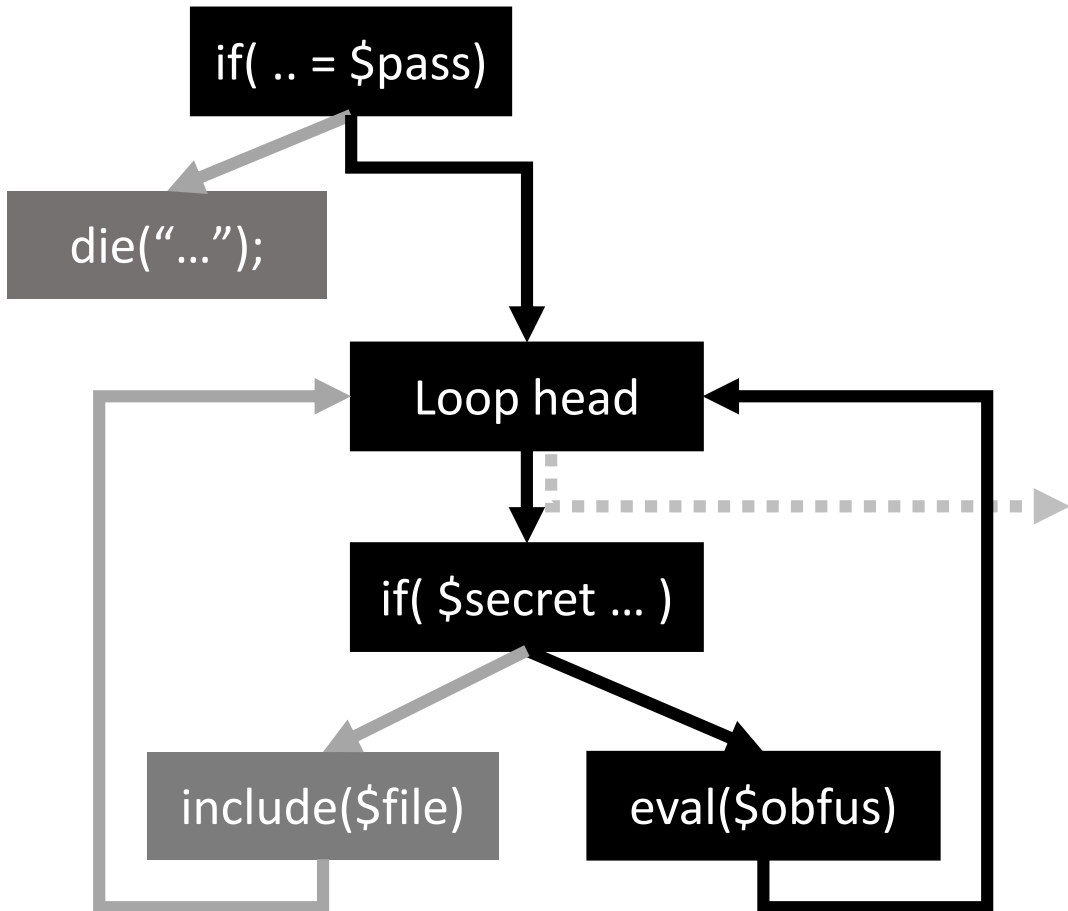 if( .. = $pass)
die(“…”);
Loop head
if( $secret … )
include($file)
eval($obfus)